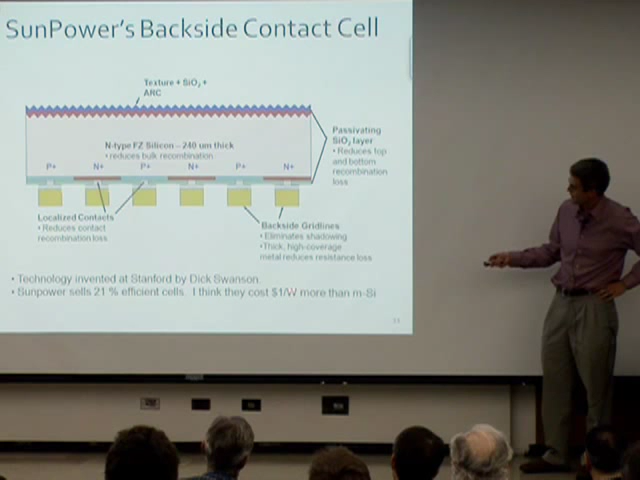 SunPower's Backside Contact Cell
Texture + SiO2 +
ARC
Passivating
SiO2 layer
• Reduces top
and bottom
recombination
loss
N-type FZ Silicon – 240 um thick
• reduces bulk recombination
P+ N+ P+ N+ P+ N+
Localized Contacts
• Reduces contact
recombination loss
Backside Gridlines
• Eliminates shadowing
• Thick, high-coverage
metal reduces resistance loss
• Technology invented at Stanford by Dick Swanson.
• Sunpower sells 21 % efficient cells. I think they cost $1/W more than m-Si